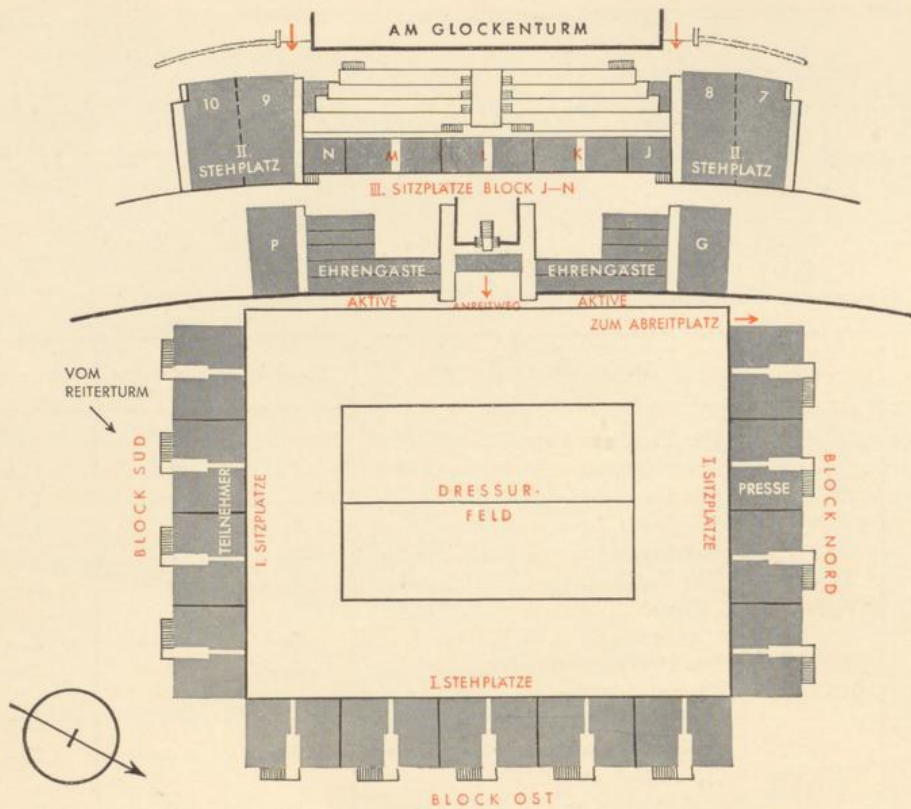 AM GLOCKENTURM
10 9
8 7
II.
STEHPLATZ
II.
STEHPLATZ
N M L K J
III. SITZPLÄTZE BLOCK J—N
P
G
EHRENGÄSTE
EHRENGÄSTE
AKTIVE
ANREITWEG
AKTIVE
ZUM ABREITPLATZ
VOM
REITERTURM
BLOCK SUD
TEILNEHMER
I. SITZPLÄTZE
DRESSUR-
FELD
I. SITZPLÄTZE
PRESSE
BLOCK NORD
I. STEHPLÄTZE
BLOCK OST